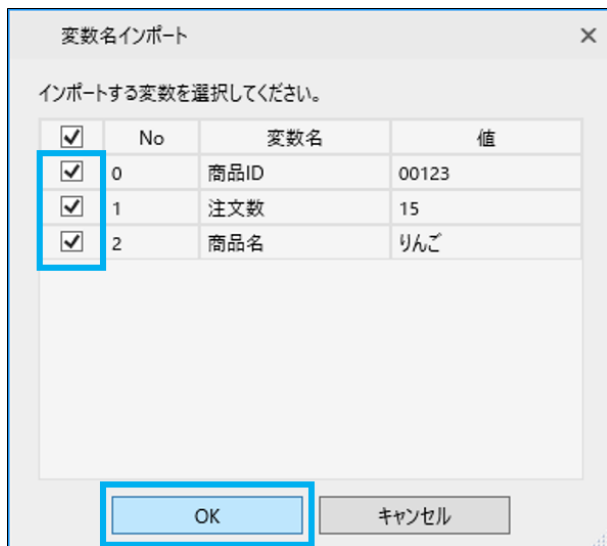 変数名インポート
インポートする変数を選択してください。
No 変数名 値
0 商品ID 00123
1 注文数 15
2 商品名 りんご
OK キャンセル